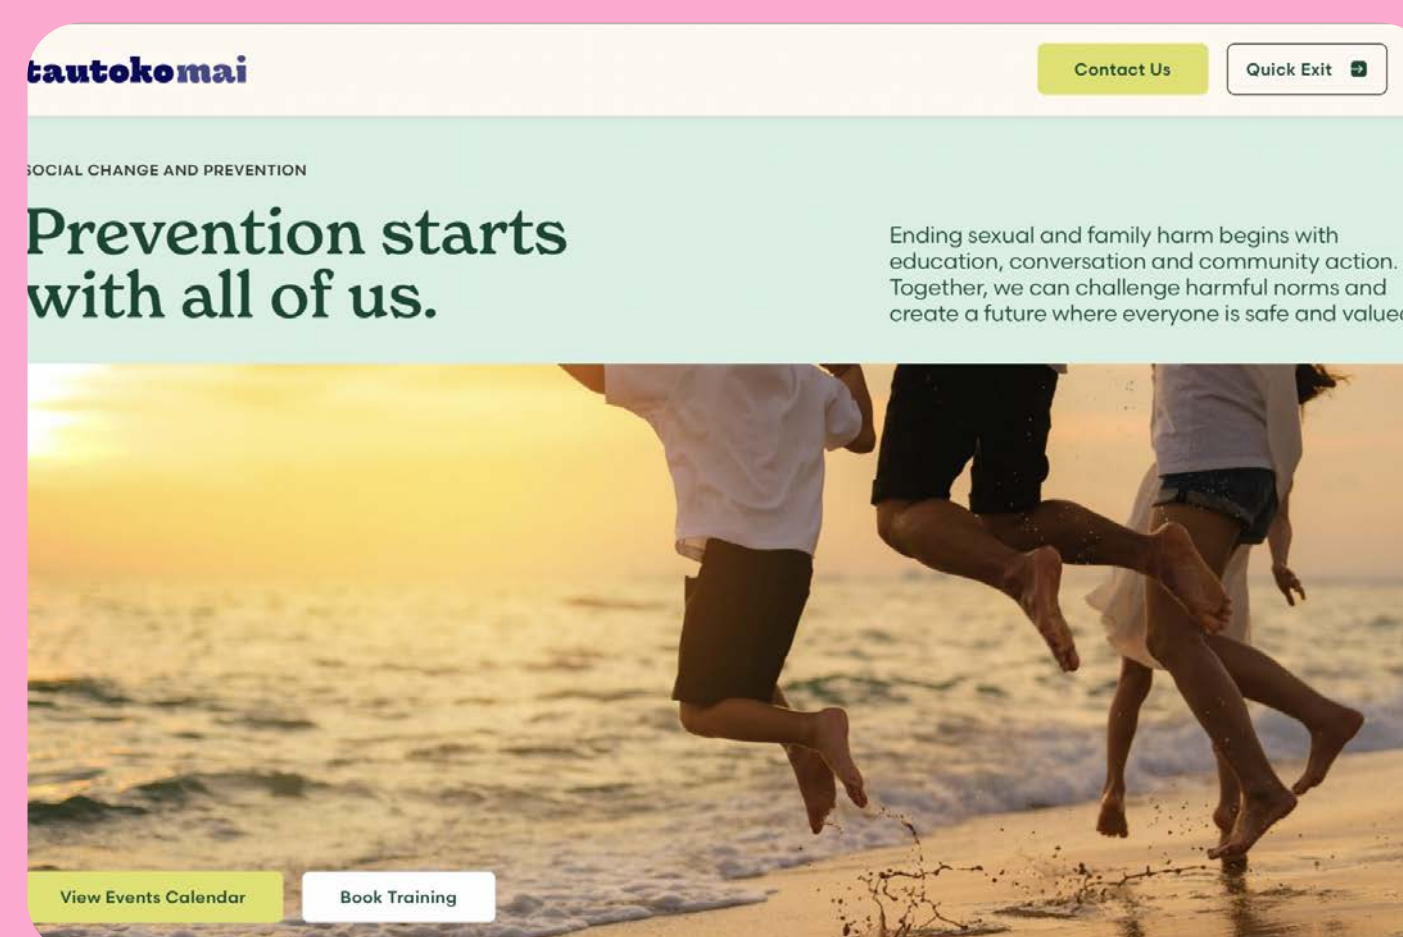 tautokomai
Contact Us
Quick Exit
SOCIAL CHANGE AND PREVENTION
Prevention starts
with all of us.
Ending sexual and family harm begins with
education, conversation and community action.
Together, we can challenge harmful norms and
create a future where everyone is safe and valued
View Events Calendar
Book Training